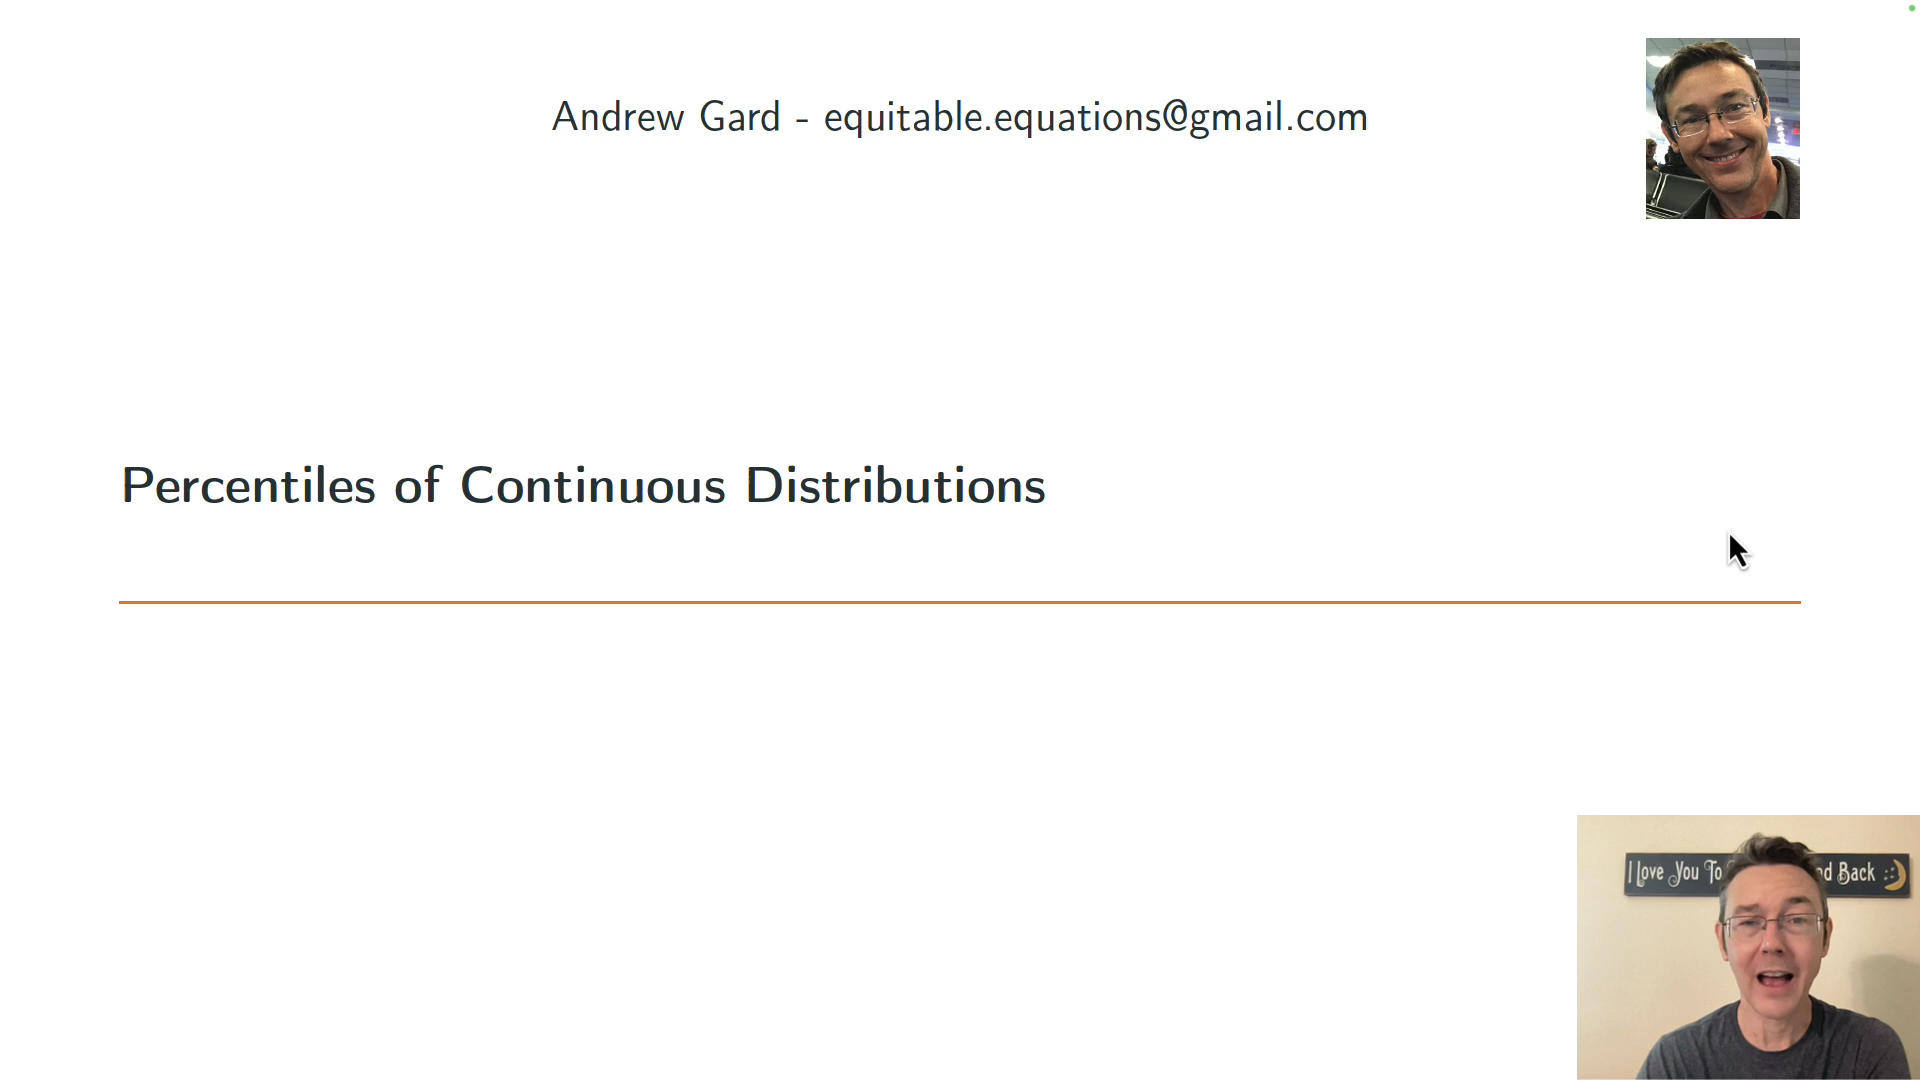 Andrew Gard - equitable.equations@gmail.com
Percentiles of Continuous Distributions
I love You To
Back